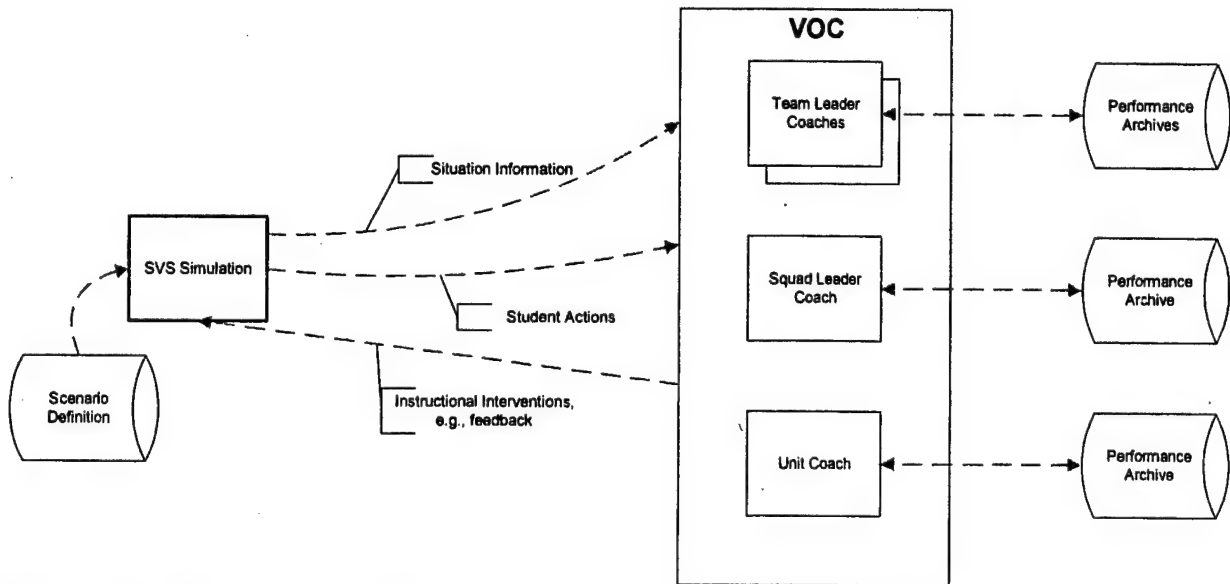 VOC
Team Leader
Coaches
Performance
Archives
Situation Information
SVS Simulation
Squad Leader
Coach
Performance
Archive
Student Actions
Scenario
Definition
Instructional Interventions,
e.g., feedback
Unit Coach
Performance
Archive